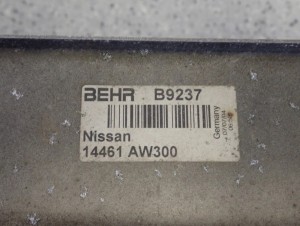 BEHR B9237
Nissan
14461 AW300
Germany